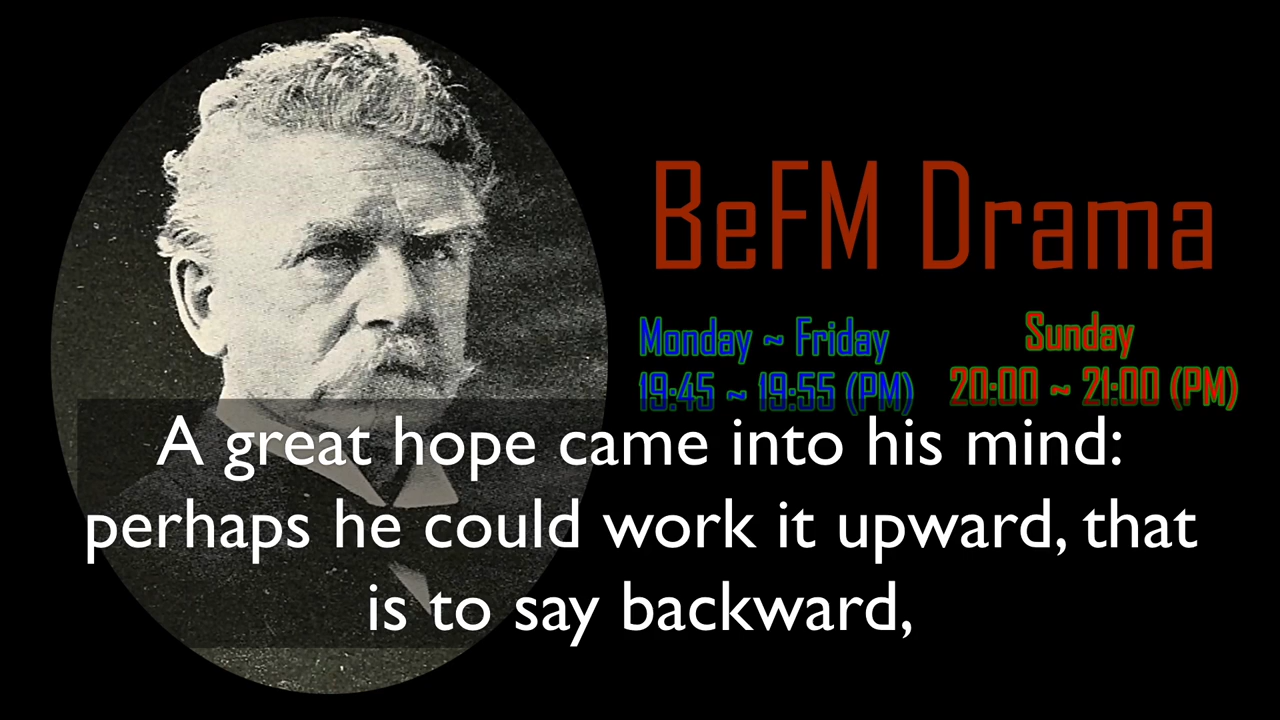 BeFM Drama
Monday ~ Friday
19:45 ~ 19:55 (PM)
Sunday
20:00 ~ 21:00 (PM)
A great hope came into his mind:
perhaps he could work it upward, that
is to say backward,